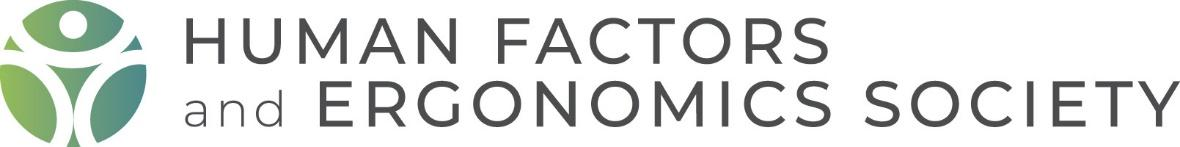 HUMAN FACTORS
and ERGONOMICS SOCIETY